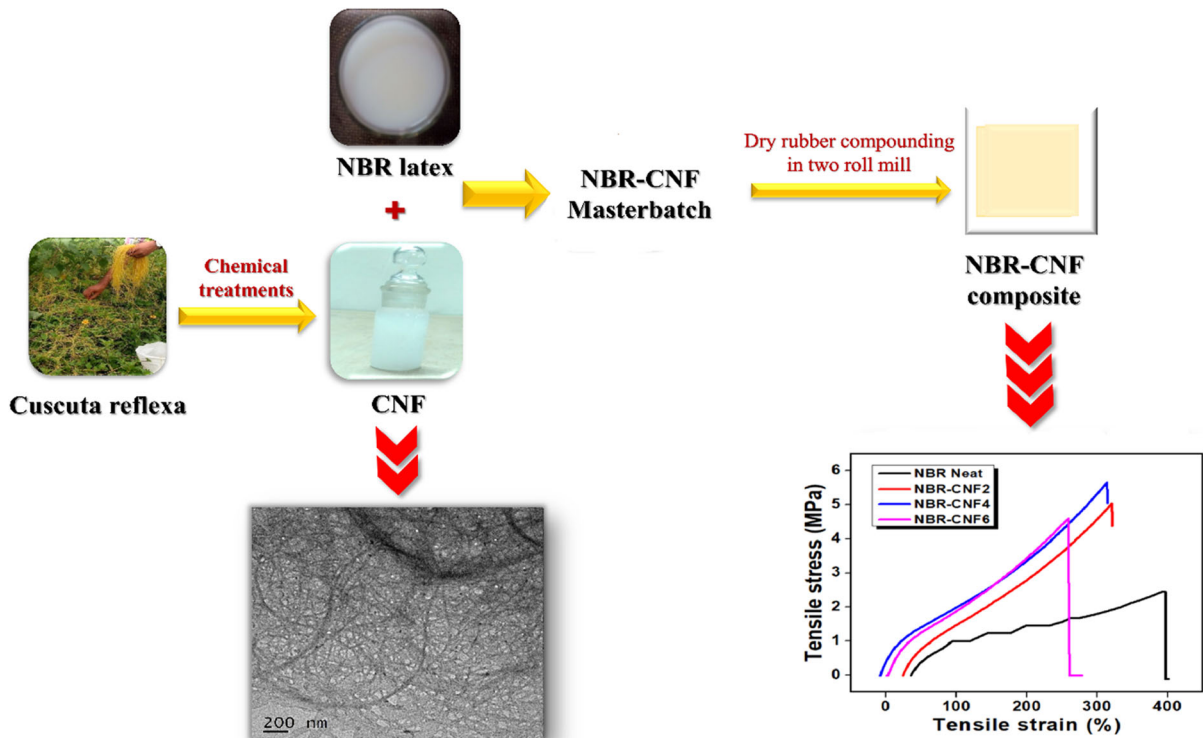 NBR latex
+
Cuscuta reflexa
Chemical
treatments
CNF
200 nm
NBR-CNF
Masterbatch
Dry rubber compounding
in two roll mill
NBR-CNF
composite
NBR Neat
NBR-CNF2
NBR-CNF4
NBR-CNF6
Tensile stress (MPa)
6
5
4
3
2
1
0
0 100 200 300 400
Tensile strain (%)